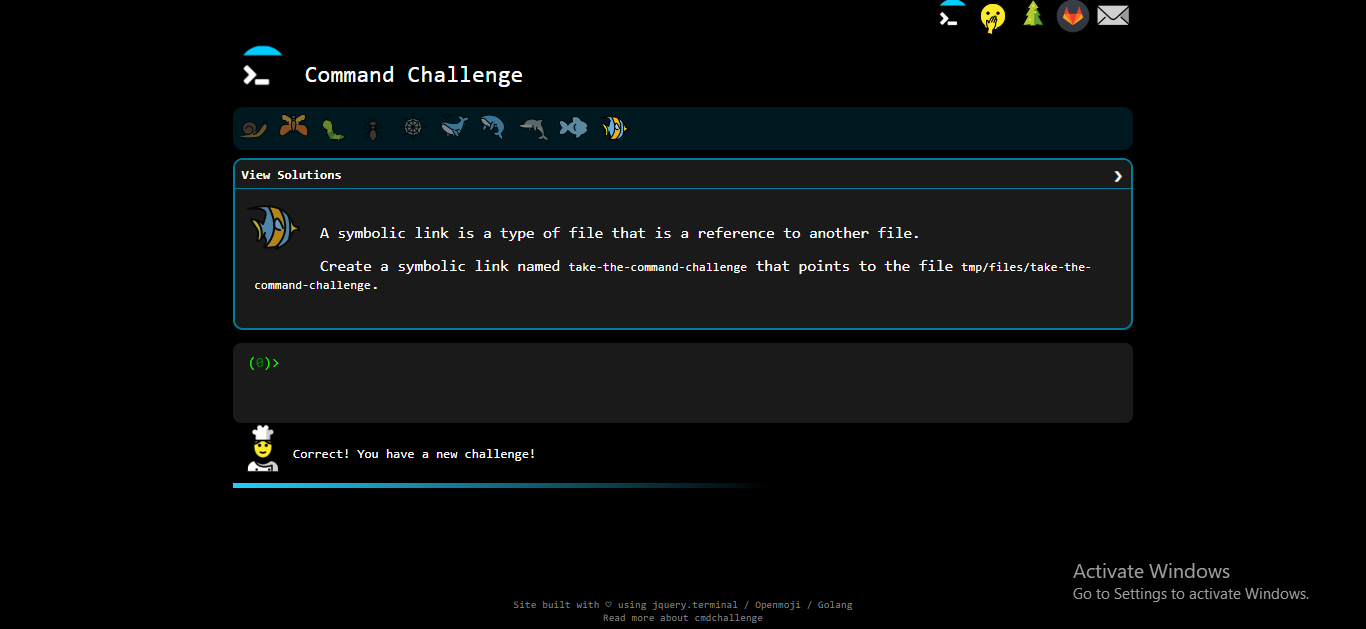 Command Challenge
View Solutions
A symbolic link is a type of file that is a reference to another file.
Create a symbolic link named take-the-command-challenge that points to the file tmp/files/take-the-
command-challenge.
(0)>
Correct! You have a new challenge!
Activate Windows
Go to Settings to activate Windows.
Site built with ♡ using jquery.terminal / Openmoji / Golang
Read more about cmdchallenge